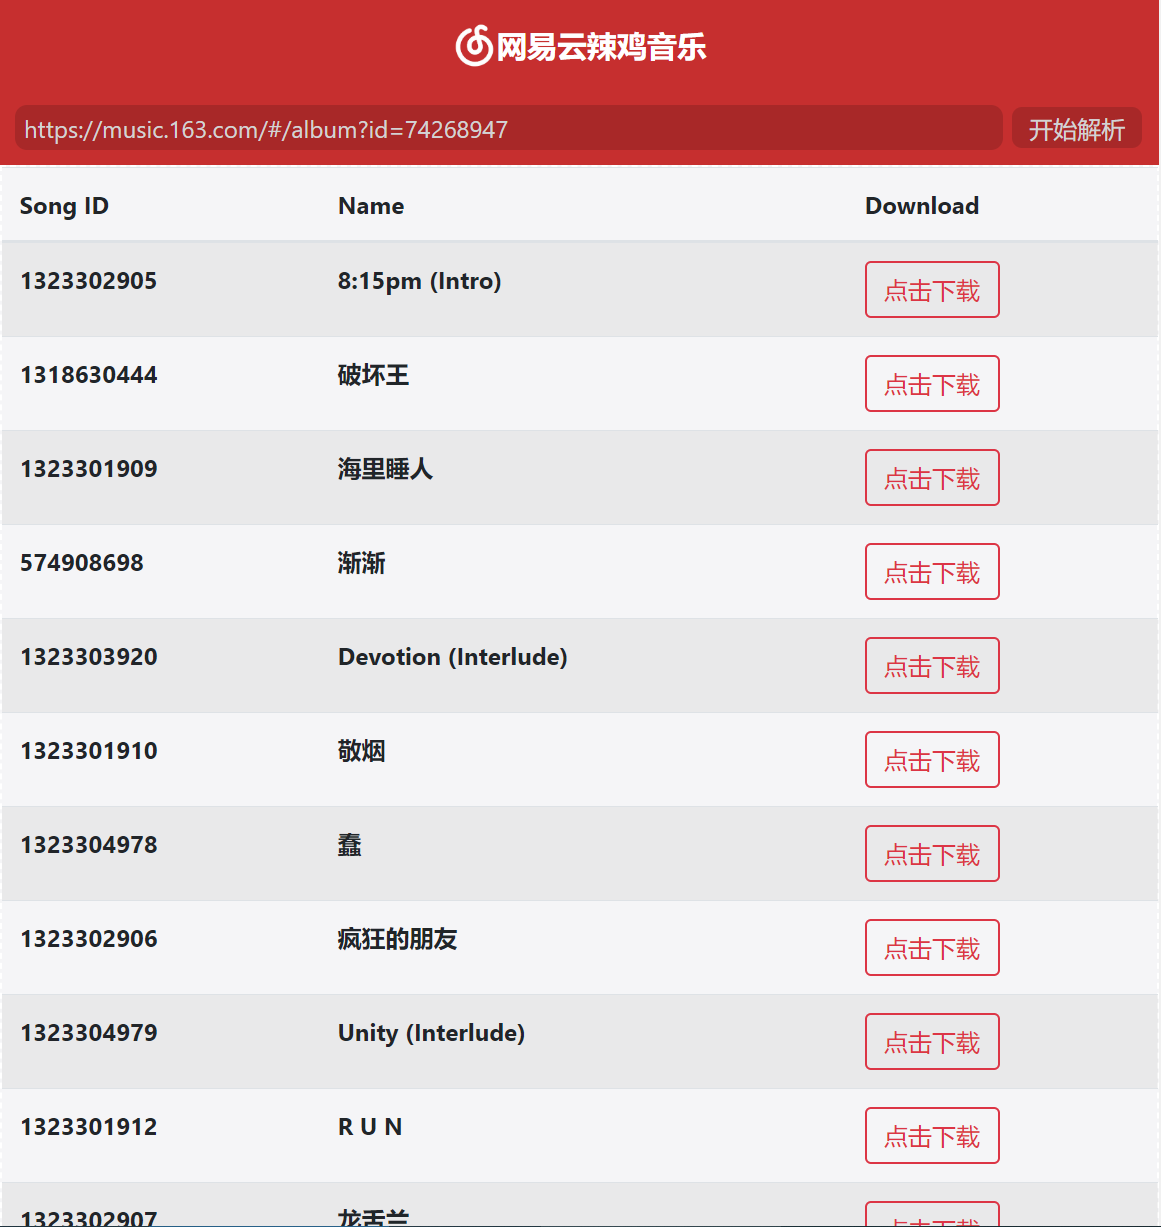 网易云辣鸡音乐
https://music.163.com/#/album?id=74268947 开始解析
Song ID Name Download
1323302905 8:15pm (Intro) 点击下载
1318630444 破坏王 点击下载
1323301909 海里睡人 点击下载
574908698 渐渐 点击下载
1323303920 Devotion (Interlude) 点击下载
1323301910 敬烟 点击下载
1323304978 蠢 点击下载
1323302906 疯狂的朋友 点击下载
1323304979 Unity (Interlude) 点击下载
1323301912 R U N 点击下载
1323302907 龙舌兰 点击下载